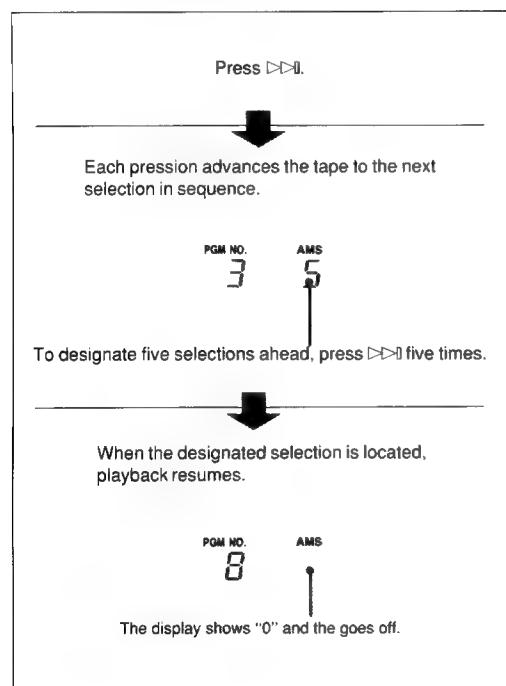 Press ▷▷▯.
Each pression advances the tape to the next
selection in sequence.
PGM NO. AMS
3 5
To designate five selections ahead, press ▷▷▯ five times.
When the designated selection is located,
playback resumes.
PGM NO. AMS
8
The display shows "0" and the goes off.